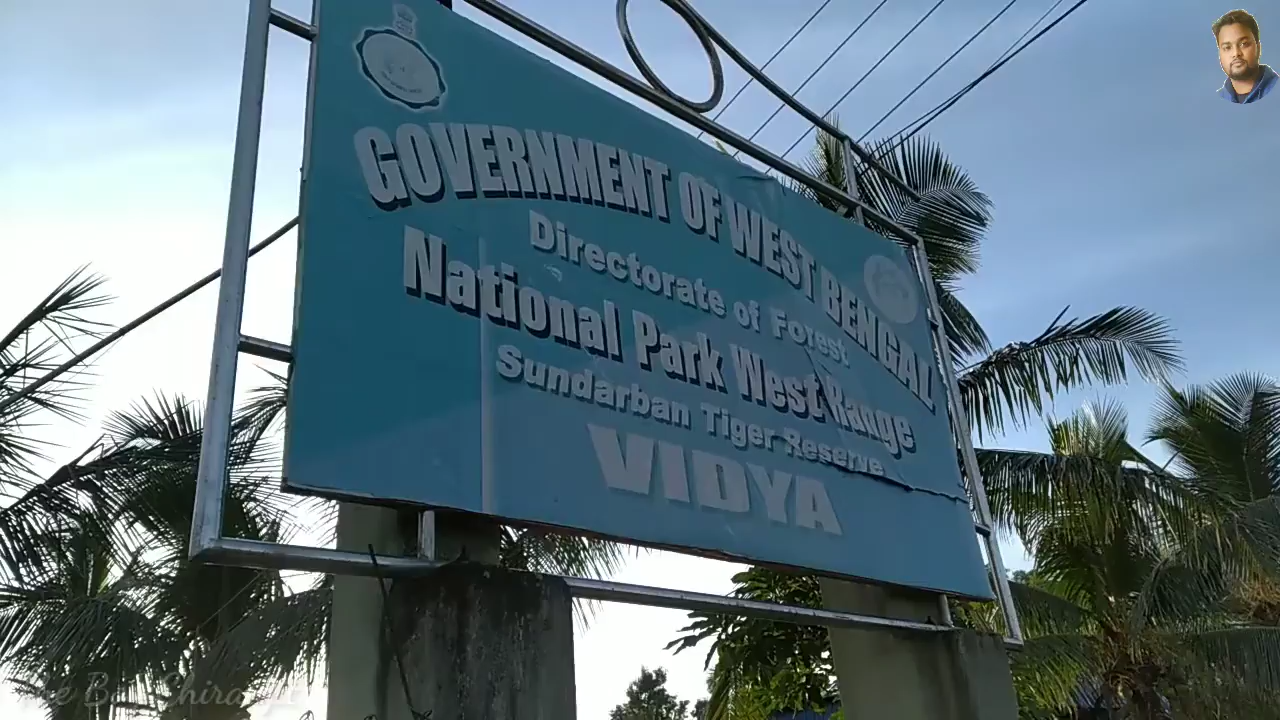 GOVERNMENT OF WEST BENGAL
Directorate of Forest
National Park West Range
Sundarban Tiger Reserve
VIDYA